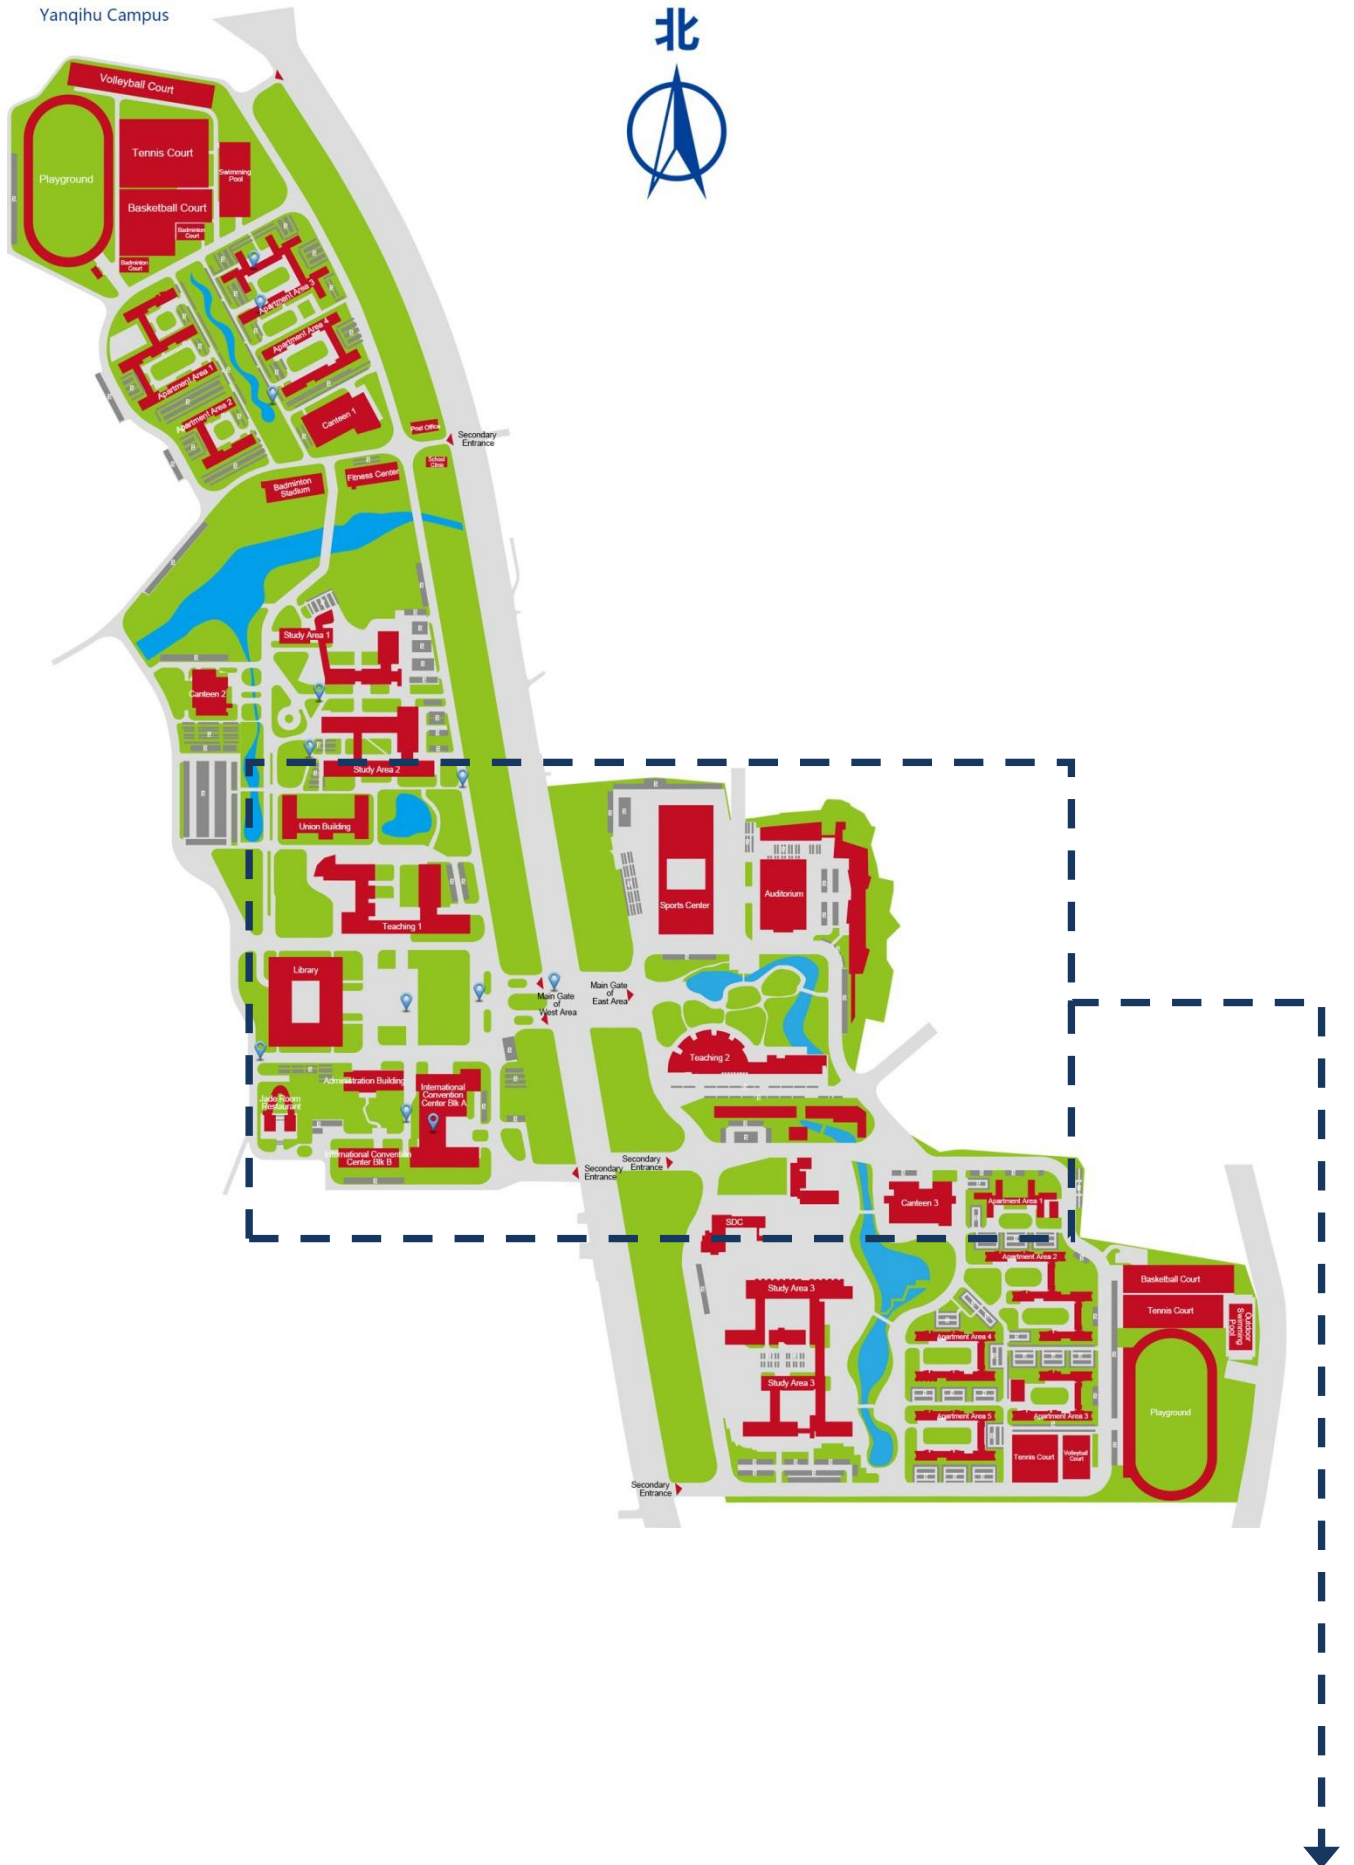 Yanqihu Campus
北
Volleyball Court
Tennis Court
Swimming
Pool
Playground
Basketball Court
Badminton
Court
Badminton
Court
Apartment Area 3
Apartment Area 4
Apartment Area 1
Apartment Area 2
Canteen 1
Post Office
Secondary
Entrance
School
Clinic
Fitness Center
Badminton
Stadium
Study Area 1
Canteen 2
Study Area 2
Union Building
Teaching 1
Sports Center
Auditorium
Library
Main Gate
of
West Area
Main Gate
of
East Area
Teaching 2
Administration Building
International
Convention
Center Blk A
Jade Room
Restaurant
International Convention
Center Blk B
Secondary
Entrance
Secondary
Entrance
Canteen 3
Apartment Area 1
SDC
Apartment Area 2
Basketball Court
Study Area 3
Tennis Court
Outdoor
Swimming
Pool
Apartment Area 4
Study Area 3
Apartment Area 5
Apartment Area 3
Playground
Tennis Court
Volleyball
Court
Secondary
Entrance